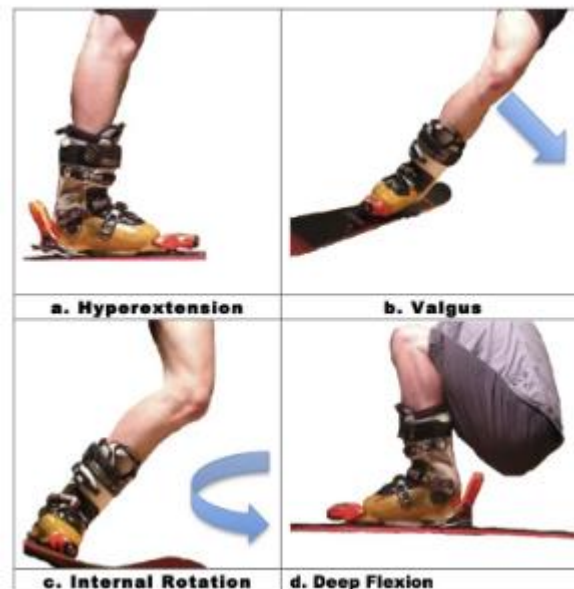 a. Hyperextension
b. Valgus
c. Internal Rotation
d. Deep Flexion